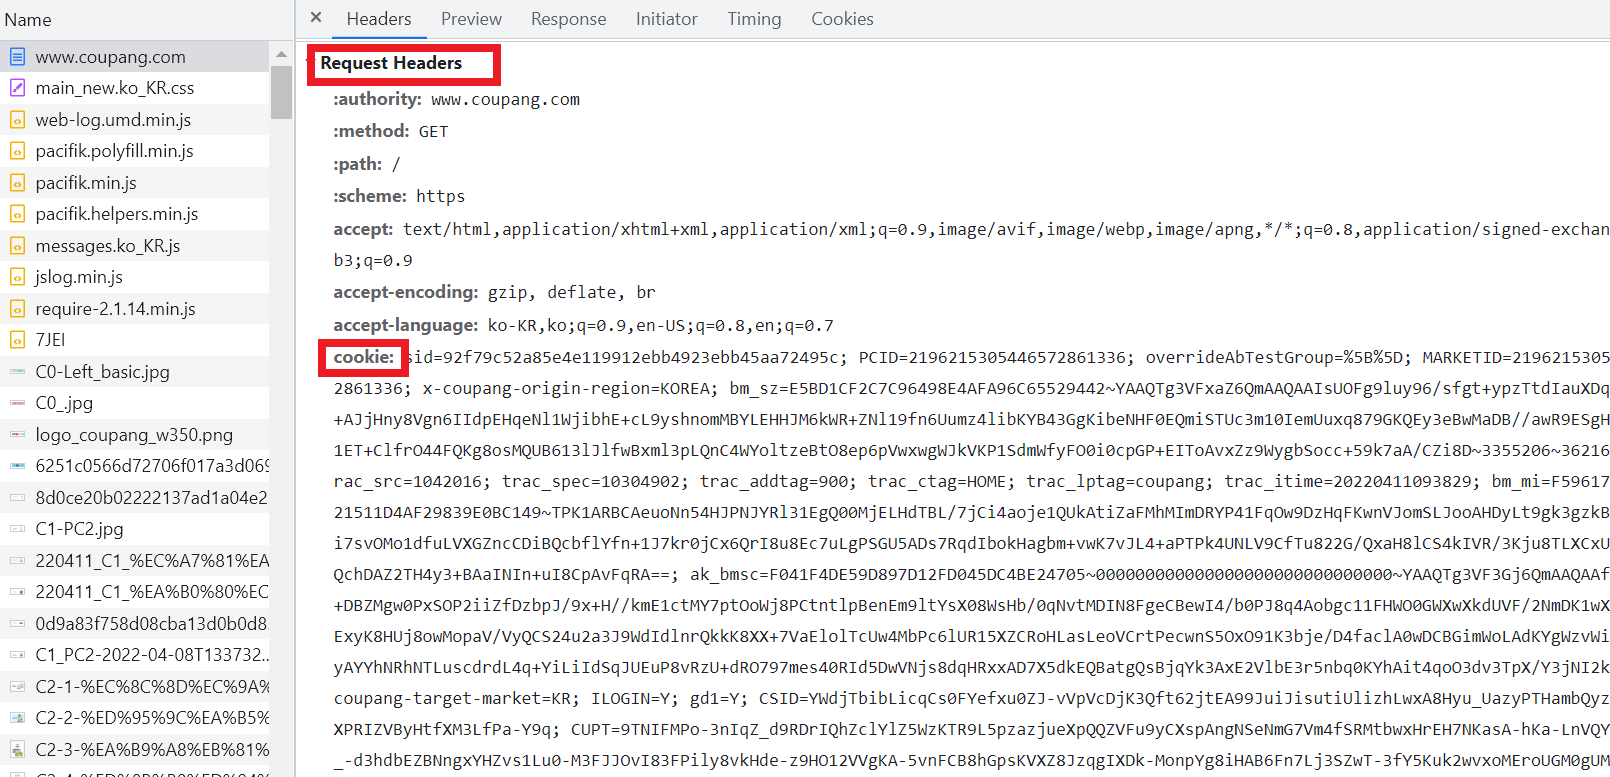 Name
www.coupang.com
main_new.ko_KR.css
web-log.umd.min.js
pacifik.polyfill.min.js
pacifik.min.js
pacifik.helpers.min.js
messages.ko_KR.js
jslog.min.js
require-2.1.14.min.js
7JEI
C0-Left_basic.jpg
C0_.jpg
logo_coupang_w350.png
6251c0566d72706f017a3d069
8d0ce20b02222137ad1a04e2
C1-PC2.jpg
220411_C1_%EC%A7%81%EA
220411_C1_%EA%B0%80%EC
0d9a83f758d08cba13d0b0d8
C1_PC2-2022-04-08T133732...
C2-1-%EC%8C%8D%EC%9A%
C2-2-%ED%95%9C%EA%B5%
C2-3-%EA%B9%A8%EB%81%
Headers Preview Response Initiator Timing Cookies
Request Headers
:authority: www.coupang.com
:method: GET
:path: /
:scheme: https
accept: text/html,application/xhtml+xml,application/xml;q=0.9,image/avif,image/webp,image/apng,*/*;q=0.8,application/signed-exchan
b3;q=0.9
accept-encoding: gzip, deflate, br
accept-language: ko-KR,ko;q=0.9,en-US;q=0.8,en;q=0.7
cookie: sid=92f79c52a85e4e119912ebb4923ebb45aa72495c; PCID=21962153054465728​61336; overrideAbTestGroup=%5B%5D; MARKETID=2196215305
2861336; x-coupang-origin-region=KOREA; bm_sz=E5BD1CF2C7C96498E4AFA96C65529442~YAAQTg3VFxaZ6QmAAQAAIsUOFg9luy96/sfgt+ypzTtdIauXDq
+AJjHny8Vgn6IIdpEHqeNl1WjibhE+cL9yshnomMBYLEHHJM6kWR+ZNl19fn6Uumz4libKYB43GgKibeNHF0EQmiSTUc3m10IemUuxq879GKQEy3eBwMaDB//awR9ESgH
1ET+ClfrO44FQKg8osMQUB613lJlfwBxml3pLQnC4WYoltzeBtO8ep6pVwxwgWJkVKP1SdmWfyFO0i0cpGP+EIToAvxZz9WygbSocc+59k7aA/CZi8D~3355206~36216
rac_src=1042016; trac_spec=10304902; trac_addtag=900; trac_ctag=HOME; trac_lptag=coupang; trac_itime=20220411093829; bm_mi=F59617
21511D4AF29839E0BC149~TPK1ARBCAeuoNn54HJPNJYRl31EgQ00MjELHdTBL/7jCi4aoje1QUkAtiZaFMhMImDRYP41FqOw9DzHqFKwnVJomSLJooAHDyLt9gk3gzkB
i7svOMo1dfuLVXGZncCDiBQcbflYfn+1J7kr0jCx6QrI8u8Ec7uLgPSGU5ADs7RqdIbokHagbm+vwK7vJL4+aPTPk4UNLV9CfTu822G/QxaH8lCS4kIVR/3Kju8TLXCxU
QchDAZ2TH4y3+BAaINIn+uI8CpAvFqRA==; ak_bmsc=F041F4DE59D897D12FD045DC4BE24705~000000000000000000000000000000~YAAQTg3VF3Gj6QmAAQAAf
+DBZMgw0PxSOP2iiZfDzbpJ/9x+H//kmE1ctMY7ptOoWj8PCtntlpBenEm9ltYsX08WsHb/0qNvtMDIN8FgeCBewI4/b0PJ8q4Aobgc11FHWO0GWXwXkdUVF/2NmDK1wX
ExyK8HUj8owMopaV/VyQCS24u2a3J9WdIdlnrQkkK8XX+7VaElolTcUw4MbPc6lUR15XZCRoHLasLeoVCrtPecwnS5OxO91K3bje/D4faclA0wDCBGimWoLAdKYgWzvWi
yAYYhNRhNTLuscdrdL4q+YiLiIdSqJUEuP8vRzU+dRO797mes40RId5DwVNjs8dqHRxxAD7X5dkEQBatgQsBjqYk3AxE2VlbE3r5nbq0KYhAit4qoO3dv3TpX/Y3jNI2k
coupang-target-market=KR; ILOGIN=Y; gd1=Y; CSID=YWdjTbibLicqCs0FYefxu0ZJ-vVpVcDjK3Qft62jtEA99JuiJisutiUlizhLwxA8Hyu_UazyPTHambQyz
XPRIZVByHtfXM3LfPa-Y9q; CUPT=9TNIFMPo-3nIqZ_d9RDrIQhZclYlZ5WzKTR9L5pzazjueXpQQZVFu9yCXspAngNSeNmG7Vm4fSRMtbwxHrEH7NKasA-hKa-LnVQY
_-d3hdbEZBNngxYHZvs1Lu0-M3FJJOvI83FPily8vkHde-z9HO12VVgKA-5vnFCB8hGpsKVXZ8JzqgIXDk-MonpYg8iHAB6Fn7Lj3SZwT-3fY5Kuk2wvxoMEroUGM0gUM